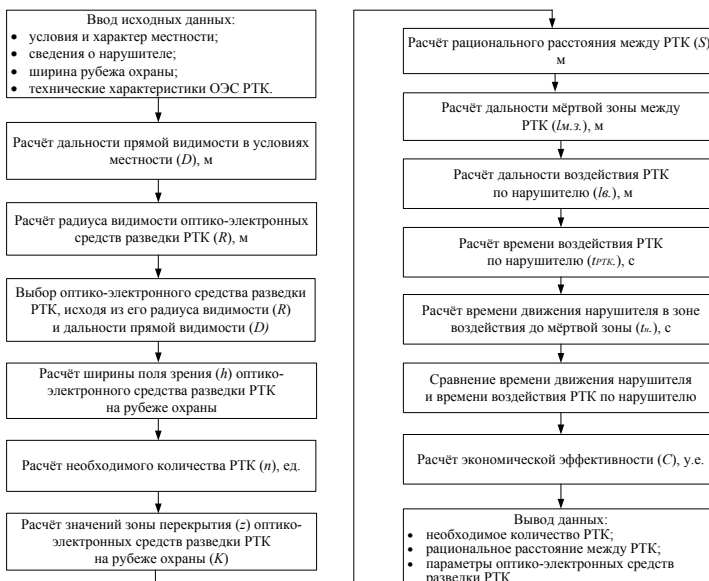 Ввод исходных данных:
• условия и характер местности;
• сведения о нарушителе;
• ширина рубежа охраны;
• технические характеристики ОЭС РТК.
Расчёт дальности прямой видимости в условиях
местности (D), м
Расчёт радиуса видимости оптико-электронных
средств разведки РТК (R), м
Выбор оптико-электронного средства разведки
РТК, исходя из его радиуса видимости (R)
и дальности прямой видимости (D)
Расчёт ширины поля зрения (h) оптико-
электронного средства разведки РТК
на рубеже охраны
Расчёт необходимого количества РТК (n), ед.
Расчёт значений зоны перекрытия (z) оптико-
электронных средств разведки РТК
на рубеже охраны (K)
Расчёт рационального расстояния между РТК (S)
м
Расчёт дальности мёртвой зоны между
РТК (lм.з.), м
Расчёт дальности воздействия РТК
по нарушителю (lв.), м
Расчёт времени воздействия РТК
по нарушителю (tРТК.), с
Расчёт времени движения нарушителя в зоне
воздействия до мёртвой зоны (tн.), с
Сравнение времени движения нарушителя
и времени воздействия РТК по нарушителю
Расчёт экономической эффективности (C), у.е.
Вывод данных:
• необходимое количество РТК;
• рациональное расстояние между РТК;
• параметры оптико-электронных средств
разведки РТК